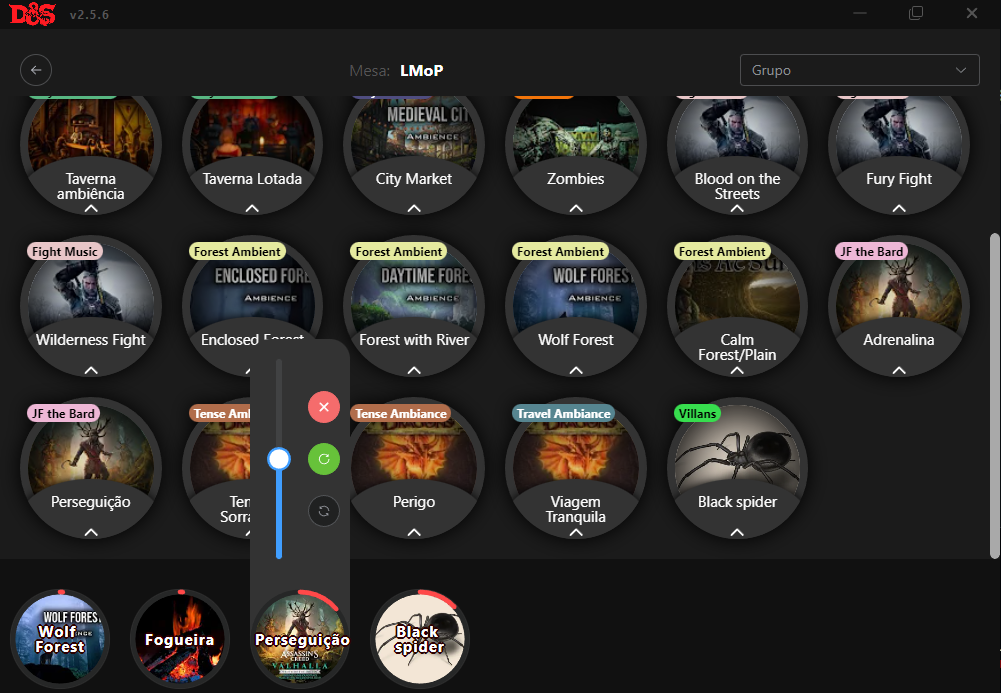 D&S v2.5.6
Mesa: LMoP
Grupo
MEDIEVAL CIT
AMBIENCE
Taverna
ambiência
Taverna Lotada
City Market
Zombies
Blood on the
Streets
Fury Fight
Fight Music
Forest Ambient
Forest Ambient
Forest Ambient
Forest Ambient
JF the Bard
ENCLOSED FORE
AMBIENCE
DAYTIME FORE
AMBIENCE
WOLF FOREST
AMBIENCE
Wilderness Fight
Enclosed Forest
Forest with River
Wolf Forest
Calm
Forest/Plain
Adrenalina
JF the Bard
Tense Am
Tense Ambiance
Travel Ambiance
Villans
Perseguição
Ten
Sorra
Perigo
Viagem
Tranquila
Black spider
WOLF FORES
Wolf
Forest
Fogueira
Perseguição
ASSASSIN'S
CREED
VALHALLA
Black
spider